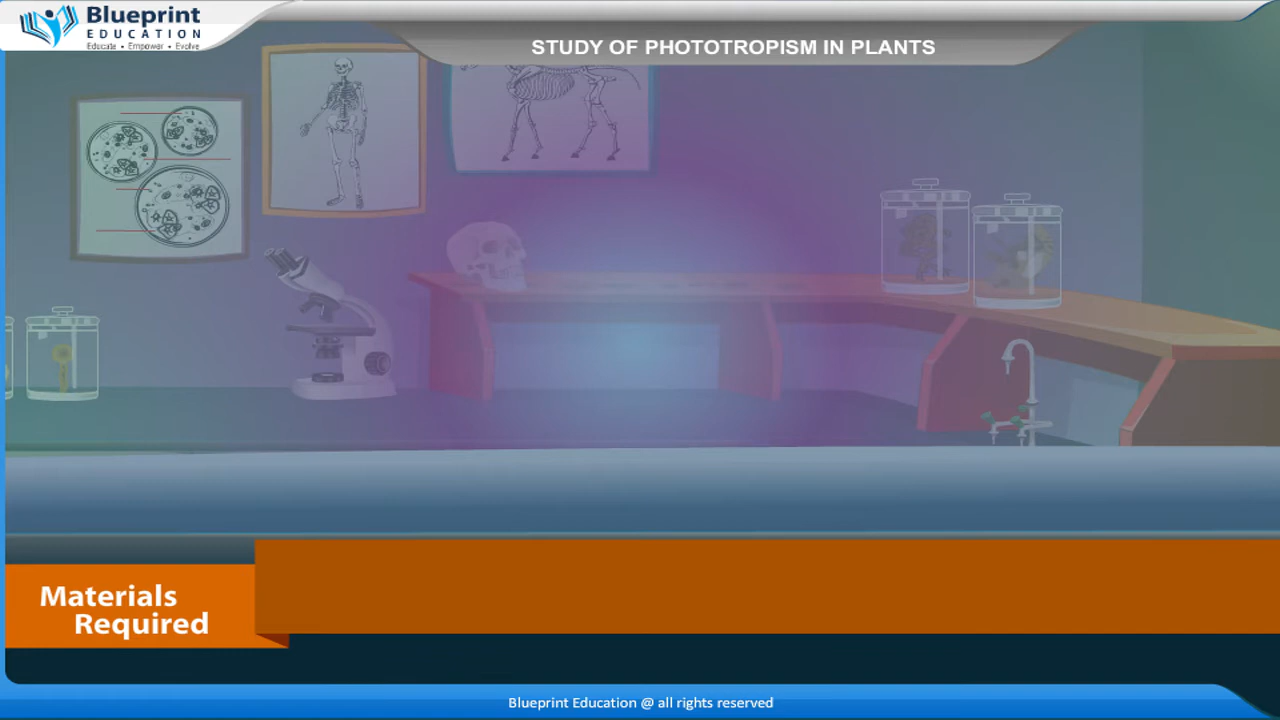 Blueprint
EDUCATION
Educate • Empower • Evolve
STUDY OF PHOTOTROPISM IN PLANTS
Materials
Required
Blueprint Education @ all rights reserved